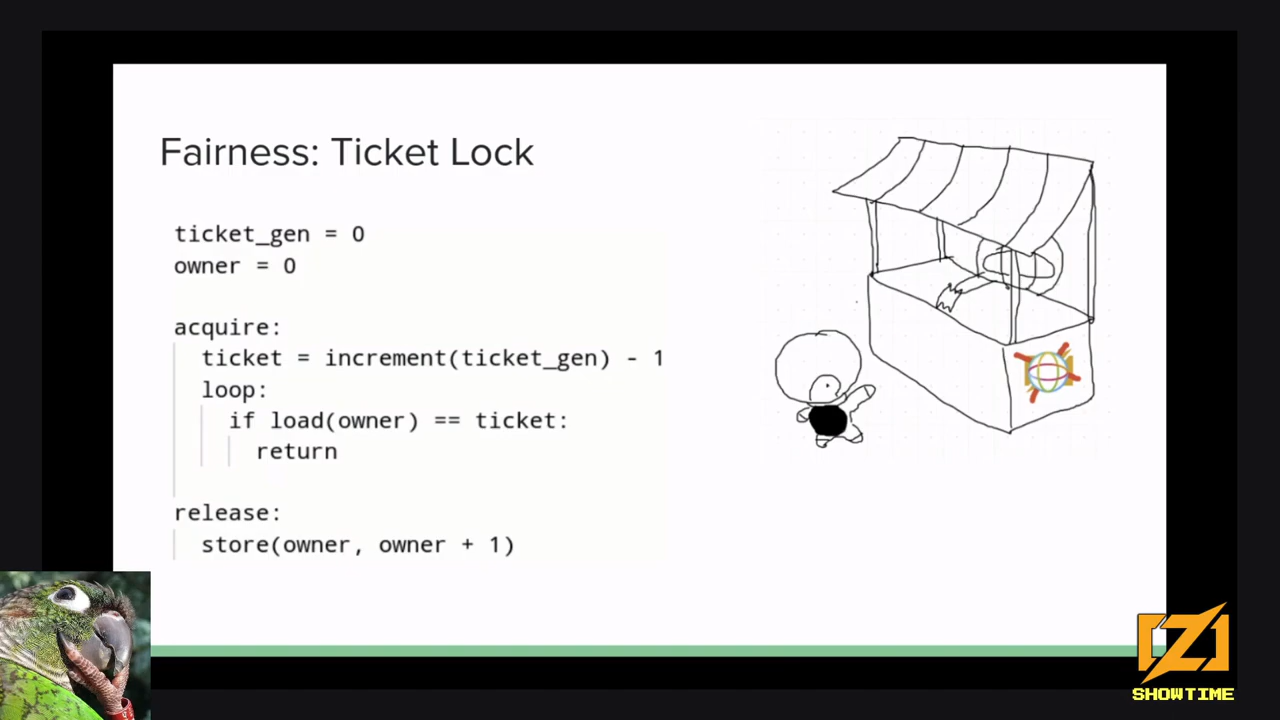 Fairness: Ticket Lock
ticket_gen = 0
owner = 0
acquire:
ticket = increment(ticket_gen) - 1
loop:
if load(owner) == ticket:
return
release:
store(owner, owner + 1)
Z
SHOWTIME